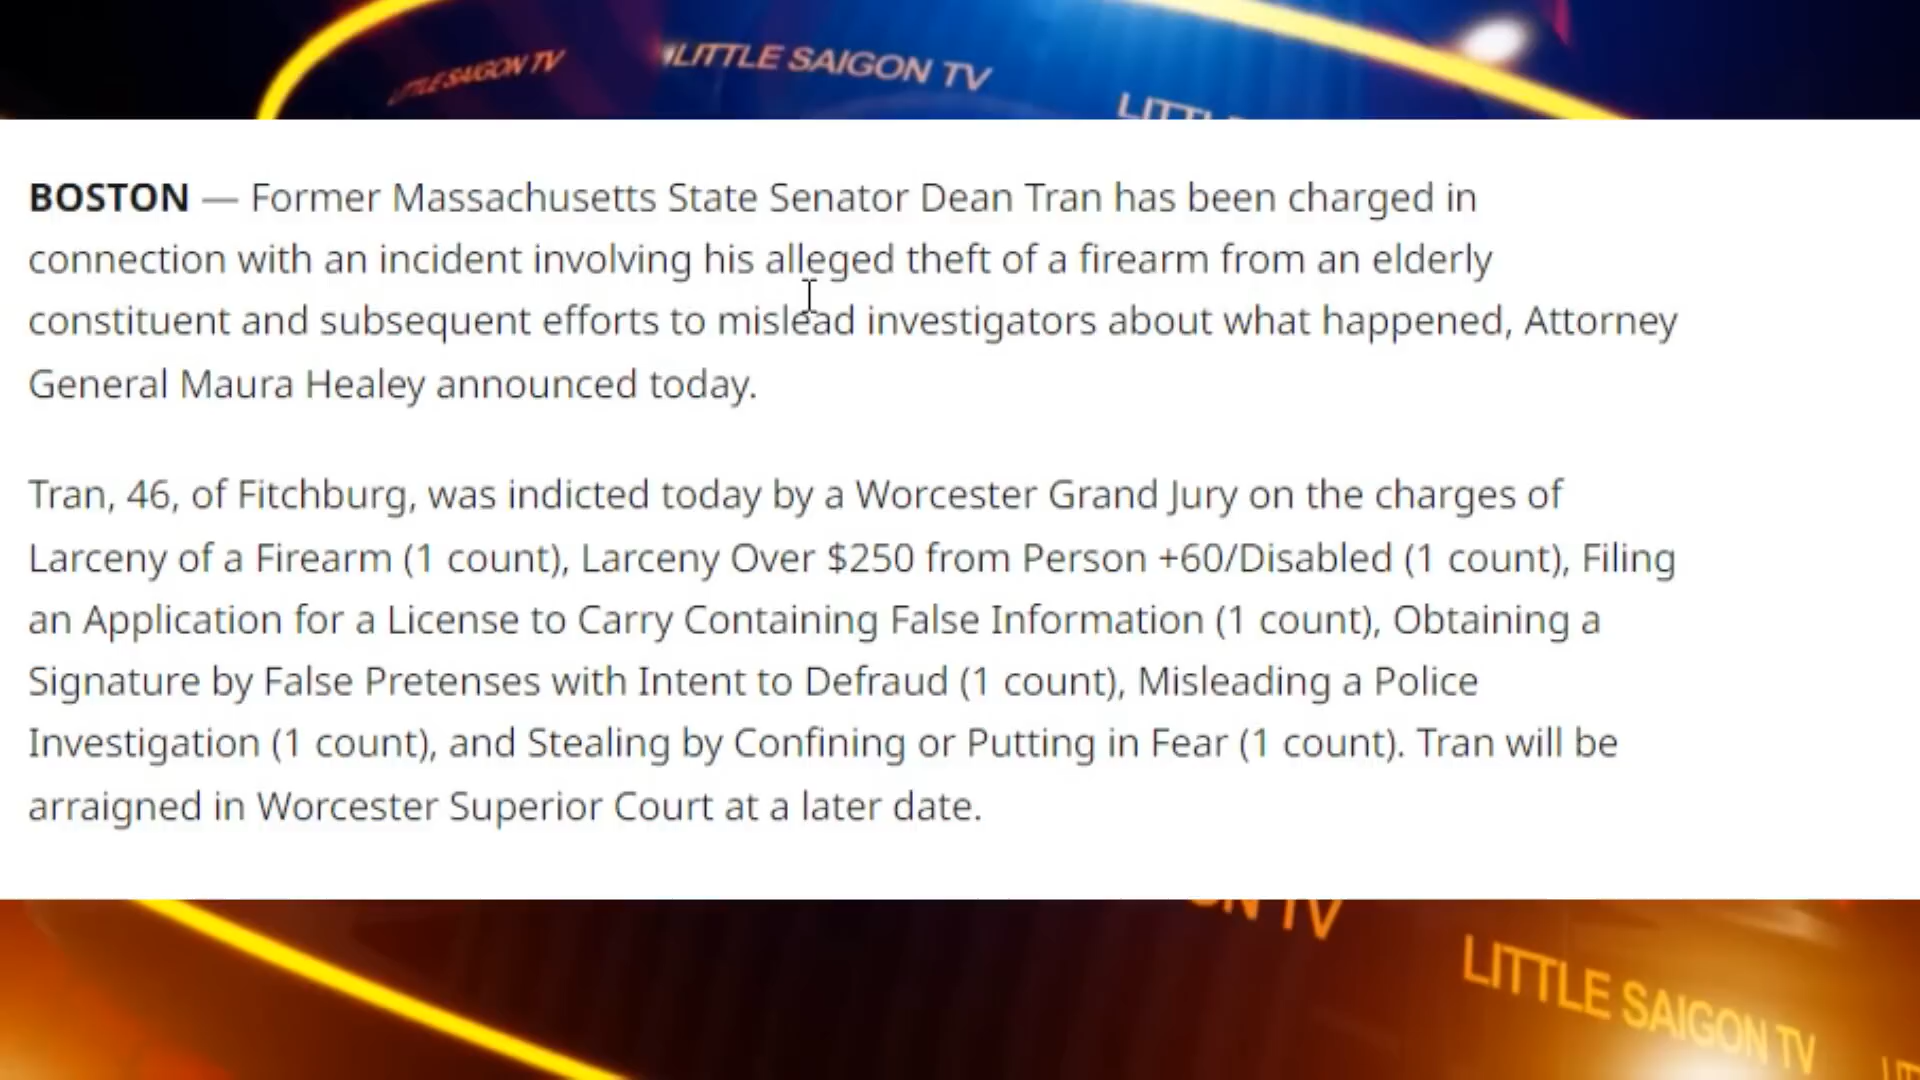 LITTLE SAIGON TV
LITTLE SAIGON TV
BOSTON — Former Massachusetts State Senator Dean Tran has been charged in
connection with an incident involving his alleged theft of a firearm from an elderly
constituent and subsequent efforts to mislead investigators about what happened, Attorney
General Maura Healey announced today.
Tran, 46, of Fitchburg, was indicted today by a Worcester Grand Jury on the charges of
Larceny of a Firearm (1 count), Larceny Over $250 from Person +60/Disabled (1 count), Filing
an Application for a License to Carry Containing False Information (1 count), Obtaining a
Signature by False Pretenses with Intent to Defraud (1 count), Misleading a Police
Investigation (1 count), and Stealing by Confining or Putting in Fear (1 count). Tran will be
arraigned in Worcester Superior Court at a later date.
TV
LITTLE SAIGON TV